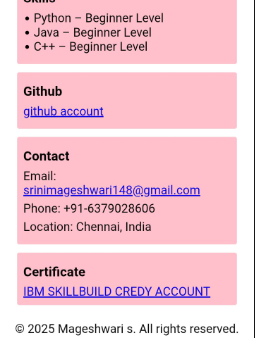 Skills
• Python – Beginner Level
• Java – Beginner Level
• C++ – Beginner Level
Github
github account
Contact
Email:
srinimageshwari148@gmail.com
Phone: +91-6379028606
Location: Chennai, India
Certificate
IBM SKILLBUILD CREDY ACCOUNT
© 2025 Mageshwari s. All rights reserved.